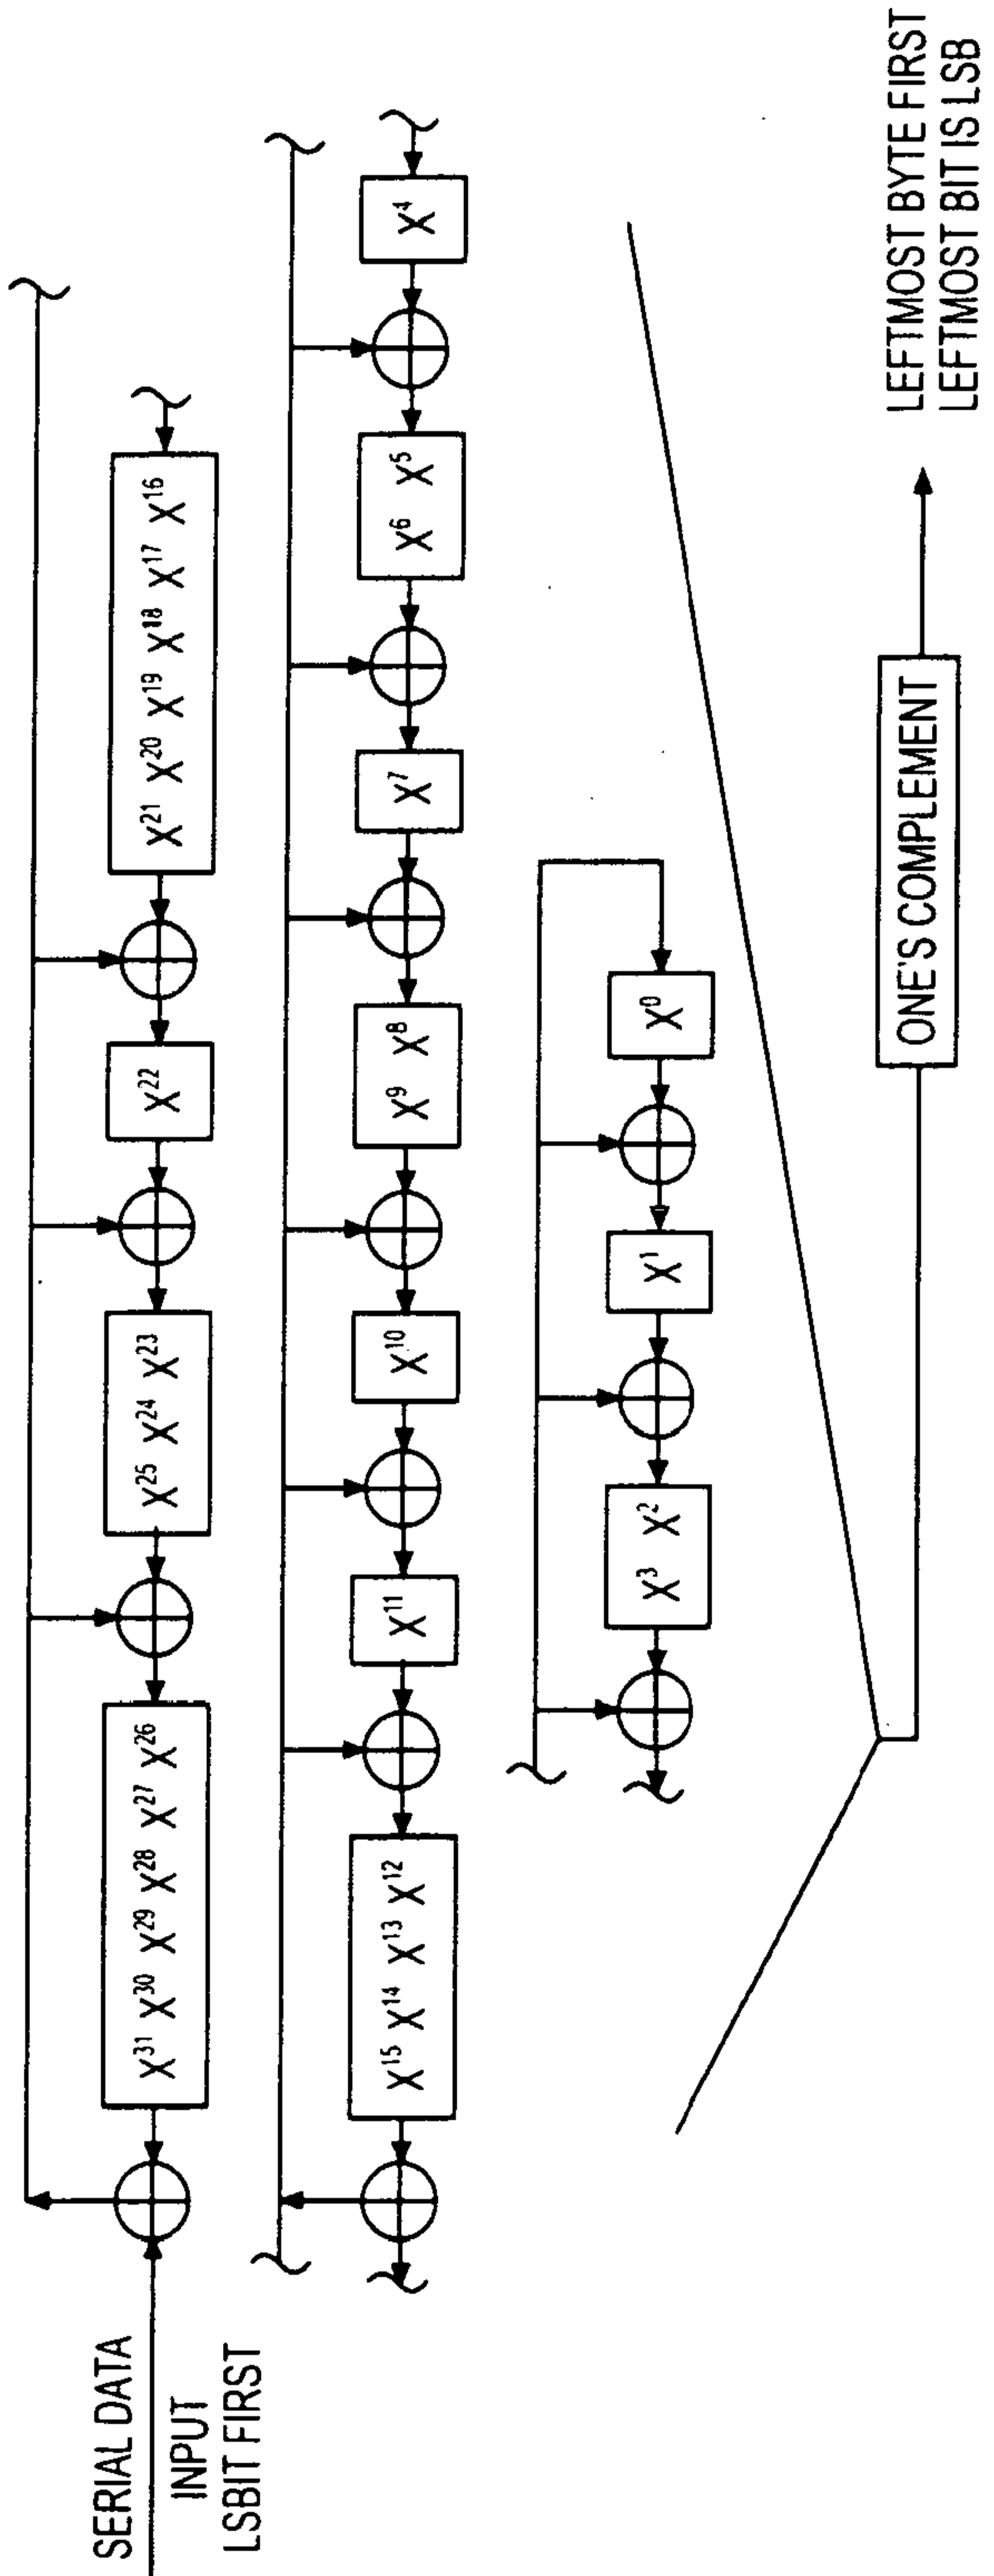 SERIAL DATA
INPUT
LSBIT FIRST
X³¹ X³⁰ X²⁹ X²⁸ X²⁷ X²⁶
X²⁵ X²⁴ X²³
X²²
X²¹ X²⁰ X¹⁹ X¹⁸ X¹⁷ X¹⁶
X¹⁵ X¹⁴ X¹³ X¹²
X¹¹
X¹⁰
X⁹ X⁸
X⁷
X⁶ X⁵
X⁴
X³ X²
X¹
X⁰
ONE'S COMPLEMENT
LEFTMOST BYTE FIRST
LEFTMOST BIT IS LSB